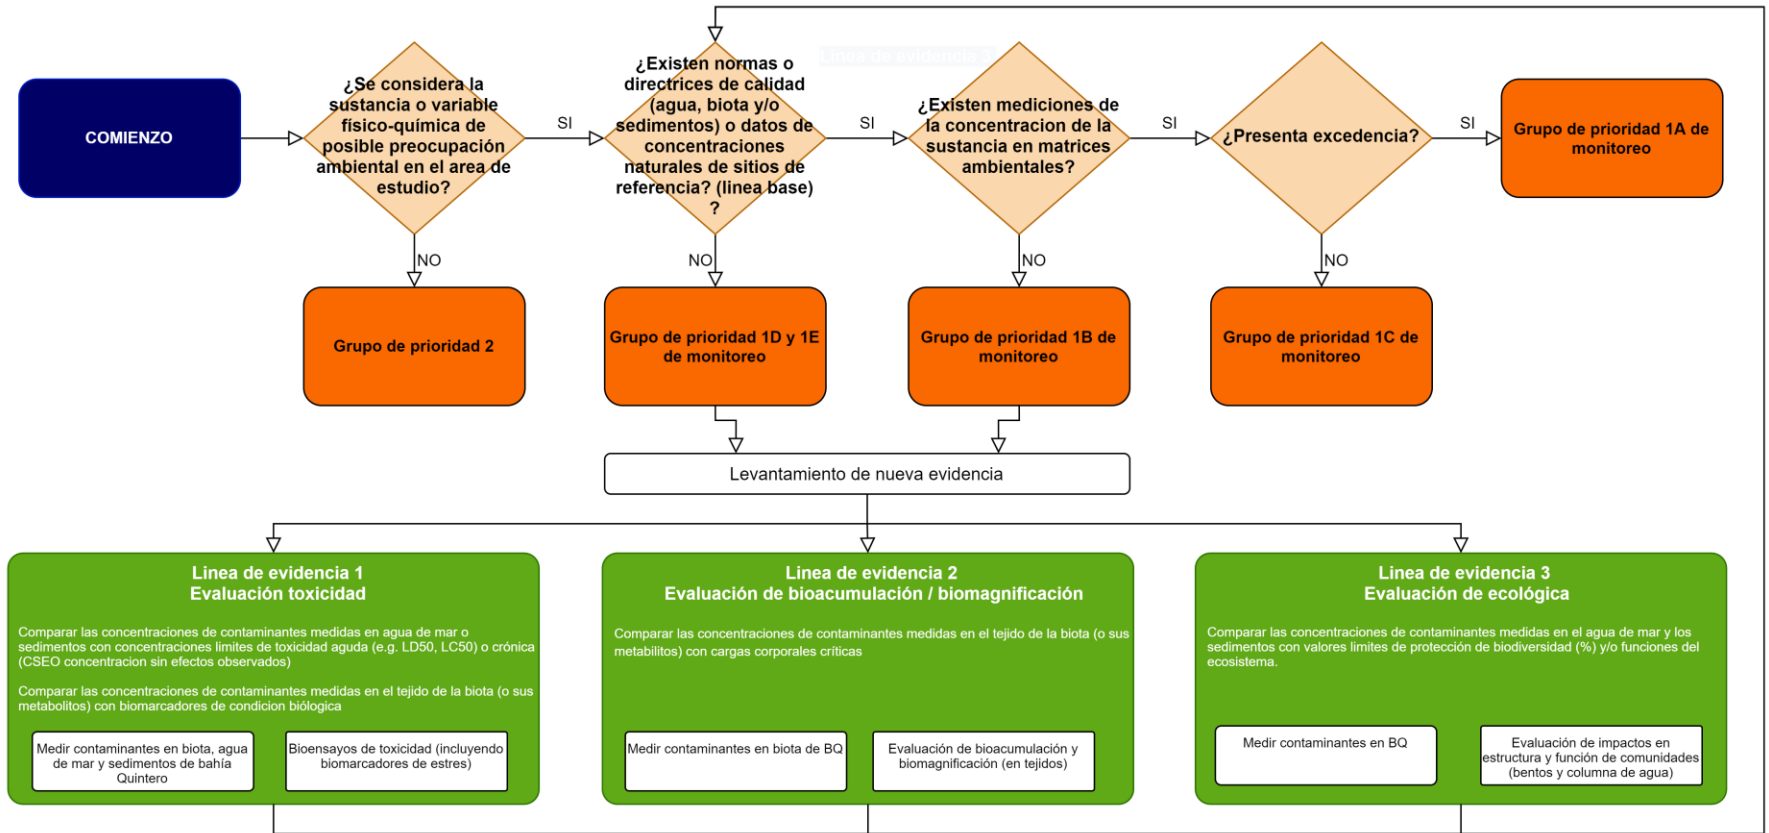 Linea de evidencia 3
COMIENZO
¿Se considera la
sustancia o variable
físico-química de
posible preocupación
ambiental en el area de
estudio?
SI
¿Existen normas o
directrices de calidad
(agua, biota y/o
sedimentos) o datos de
concentraciones
naturales de sitios de
referencia? (linea base)
?
SI
¿Existen mediciones de
la concentracion de la
sustancia en matrices
ambientales?
SI
¿Presenta excedencia?
SI
Grupo de prioridad 1A de
monitoreo
NO
NO
NO
NO
Grupo de prioridad 2
Grupo de prioridad 1D y 1E
de monitoreo
Grupo de prioridad 1B de
monitoreo
Grupo de prioridad 1C de
monitoreo
Levantamiento de nueva evidencia
Linea de evidencia 1
Evaluación toxicidad
Comparar las concentraciones de contaminantes medidas en agua de mar o
sedimentos con concentraciones limites de toxicidad aguda (e.g. LD50, LC50) o crónica
(CSEO concentracion sin efectos observados)
Comparar las concentraciones de contaminantes medidas en el tejido de la biota (o sus
metabolitos) con biomarcadores de condicion biólogica
Medir contaminantes en biota, agua
de mar y sedimentos de bahía
Quintero
Bioensayos de toxicidad (incluyendo
biomarcadores de estres)
Linea de evidencia 2
Evaluación de bioacumulación / biomagnificación
Comparar las concentraciones de contaminantes medidas en el tejido de la biota (o sus
metabilitos) con cargas corporales críticas
Medir contaminantes en biota de BQ
Evaluación de bioacumulación y
biomagnificación (en tejidos)
Linea de evidencia 3
Evaluación de ecológica
Comparar las concentraciones de contaminantes medidas en el agua de mar y los
sedimentos con valores limites de protección de biodiversidad (%) y/o funciones del
ecosistema.
Medir contaminantes en BQ
Evaluación de impactos en
estructura y función de comunidades
(bentos y columna de agua)